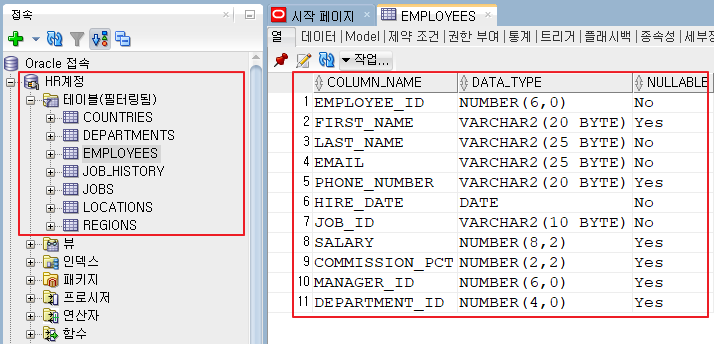 접속
Oracle 접속
HR계정
테이블(필터링됨)
COUNTRIES
DEPARTMENTS
EMPLOYEES
JOB_HISTORY
JOBS
LOCATIONS
REGIONS
뷰
인덱스
패키지
프로시저
연산자
함수
시작 페이지 EMPLOYEES
열 데이터 Model 제약 조건 권한 부여 통계 트리거 플래시백 종속성 세부정
작업...
COLUMN_NAME DATA_TYPE NULLABLE
1 EMPLOYEE_ID NUMBER(6,0) No
2 FIRST_NAME VARCHAR2(20 BYTE) Yes
3 LAST_NAME VARCHAR2(25 BYTE) No
4 EMAIL VARCHAR2(25 BYTE) No
5 PHONE_NUMBER VARCHAR2(20 BYTE) Yes
6 HIRE_DATE DATE No
7 JOB_ID VARCHAR2(10 BYTE) No
8 SALARY NUMBER(8,2) Yes
9 COMMISSION_PCT NUMBER(2,2) Yes
10 MANAGER_ID NUMBER(6,0) Yes
11 DEPARTMENT_ID NUMBER(4,0) Yes